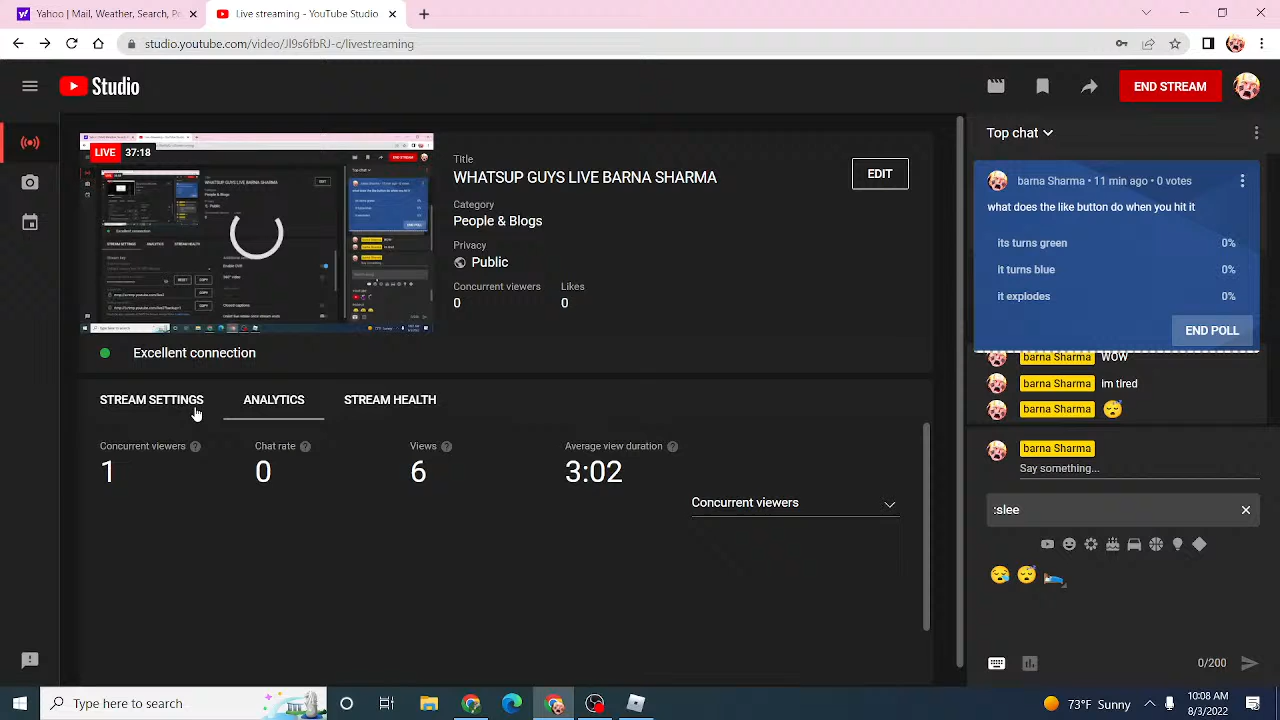 Yahoo | Mail, Weather, Search, Pe
Live streaming - YouTube Studio
studio.youtube.com/video/JI9s6fbRJ-c/livestreaming
Studio
END STREAM
LIVE 37:18
Title
WHATSUP GUYS LIVE BARNA SHARMA
Category
People & Blogs
Privacy
Public
Concurrent viewers
Likes
0
0
EDIT
Excellent connection
STREAM SETTINGS
ANALYTICS
STREAM HEALTH
Concurrent viewers
1
Chat rate
0
Views
6
Average view duration
3:02
Concurrent viewers
Top chat
barna Sharma • 11 min ago • 0 votes
what does the like button do when you hit it
its turns green 0%
it turns blue 0%
it explodes 0%
END POLL
barna Sharma WOW
barna Sharma Im tired
barna Sharma
barna Sharma
Say something...
:slee
0/200
Type here to search
73°F Sunny
10:08 AM
8/3/2022